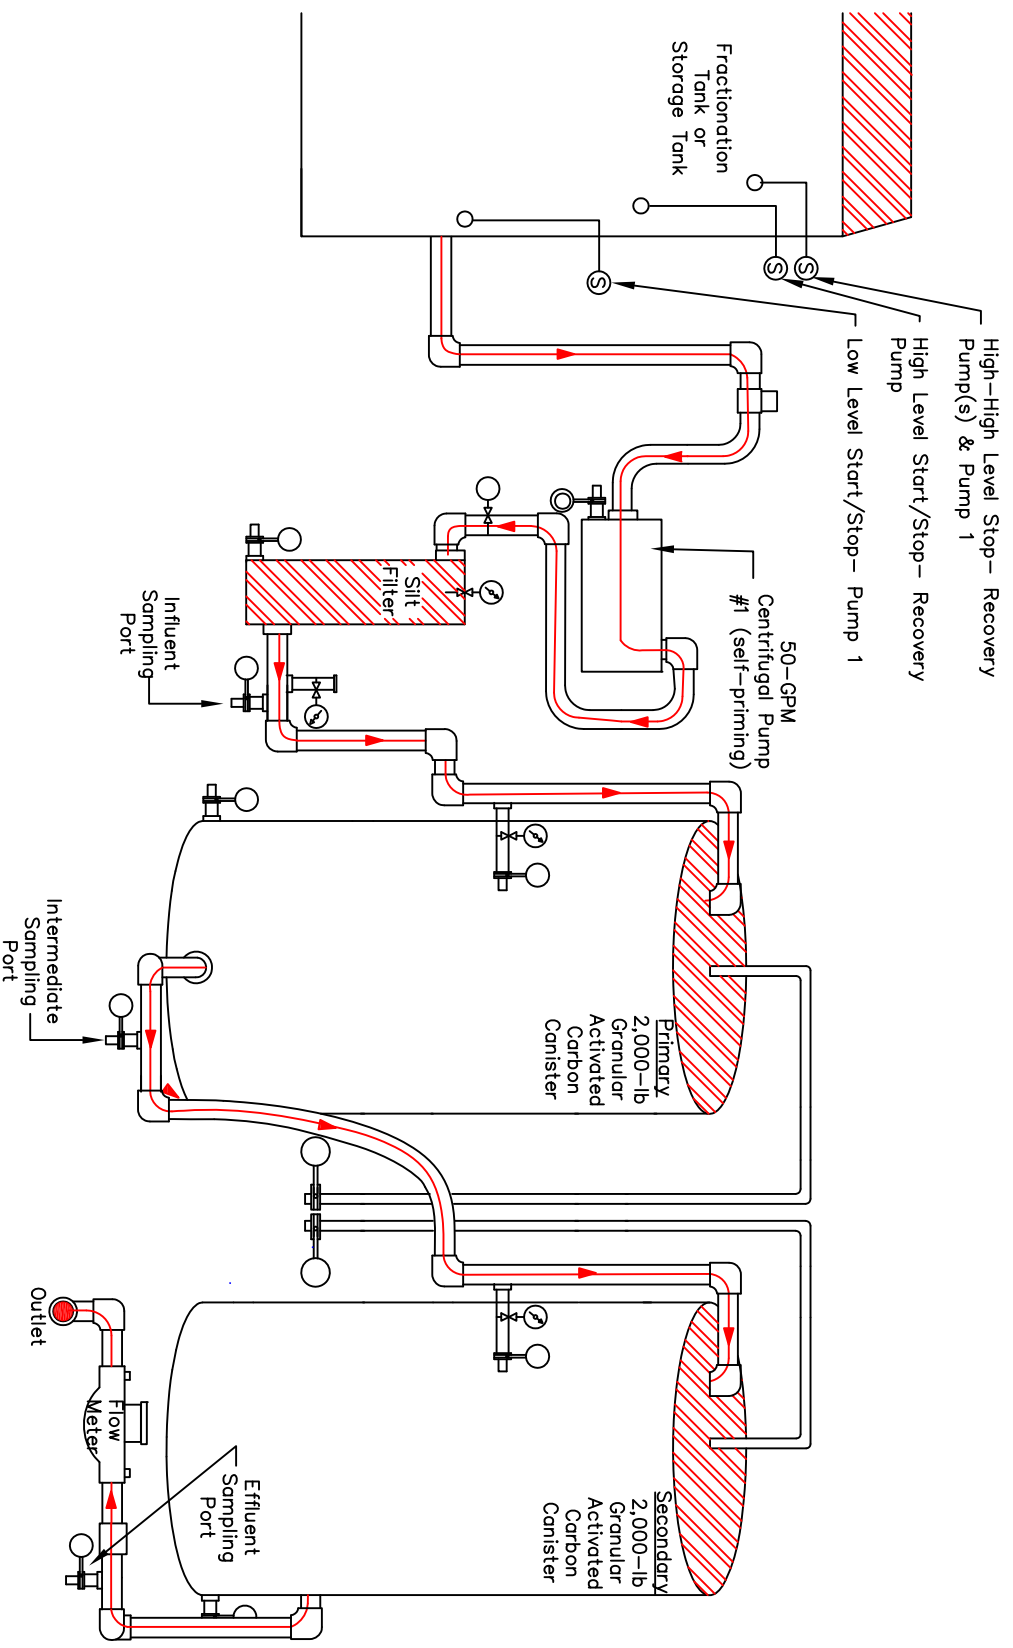 High-High Level Stop- Recovery
Pump(s) & Pump 1
High Level Start/Stop- Recovery
Pump
Low Level Start/Stop- Pump 1
S
S
S
Fractionation
Tank or
Storage Tank
50-GPM
Centrifugal Pump
#1 (self-priming)
Silt
Filter
Influent
Sampling
Port
Primary
2,000-lb
Granular
Activated
Carbon
Canister
Intermediate
Sampling
Port
Secondary
2,000-lb
Granular
Activated
Carbon
Canister
Effluent
Sampling
Port
Flow
Meter
Outlet